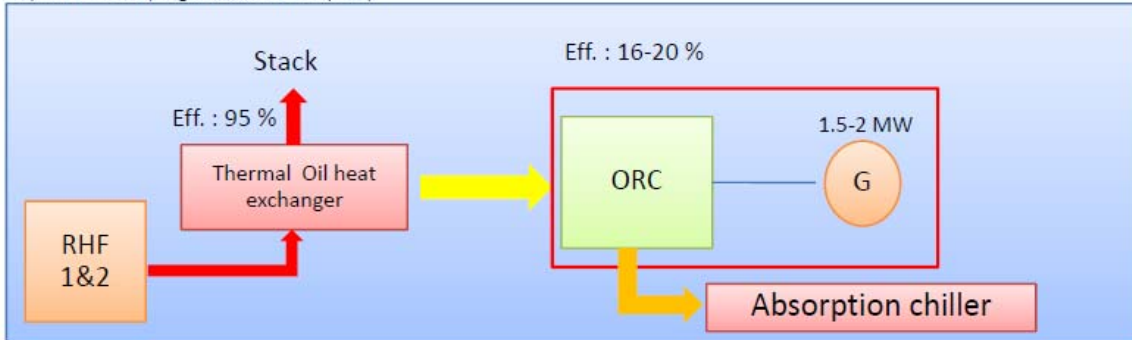 Eff. : 16-20 %
Stack
Eff. : 95 %
1.5-2 MW
Thermal Oil heat
exchanger
ORC
G
RHF
1&2
Absorption chiller